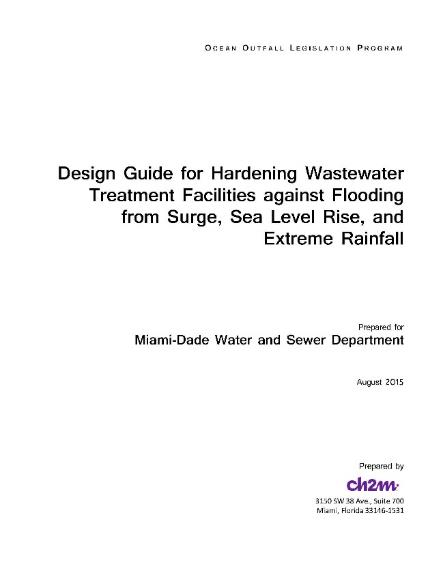 OCEAN OUTFALL LEGISLATION PROGRAM
Design Guide for Hardening Wastewater
Treatment Facilities against Flooding
from Surge, Sea Level Rise, and
Extreme Rainfall
Prepared for
Miami-Dade Water and Sewer Department
August 2015
Prepared by
ch2m
3150 SW 38 Ave., Suite 700
Miami, Florida 33146-1531